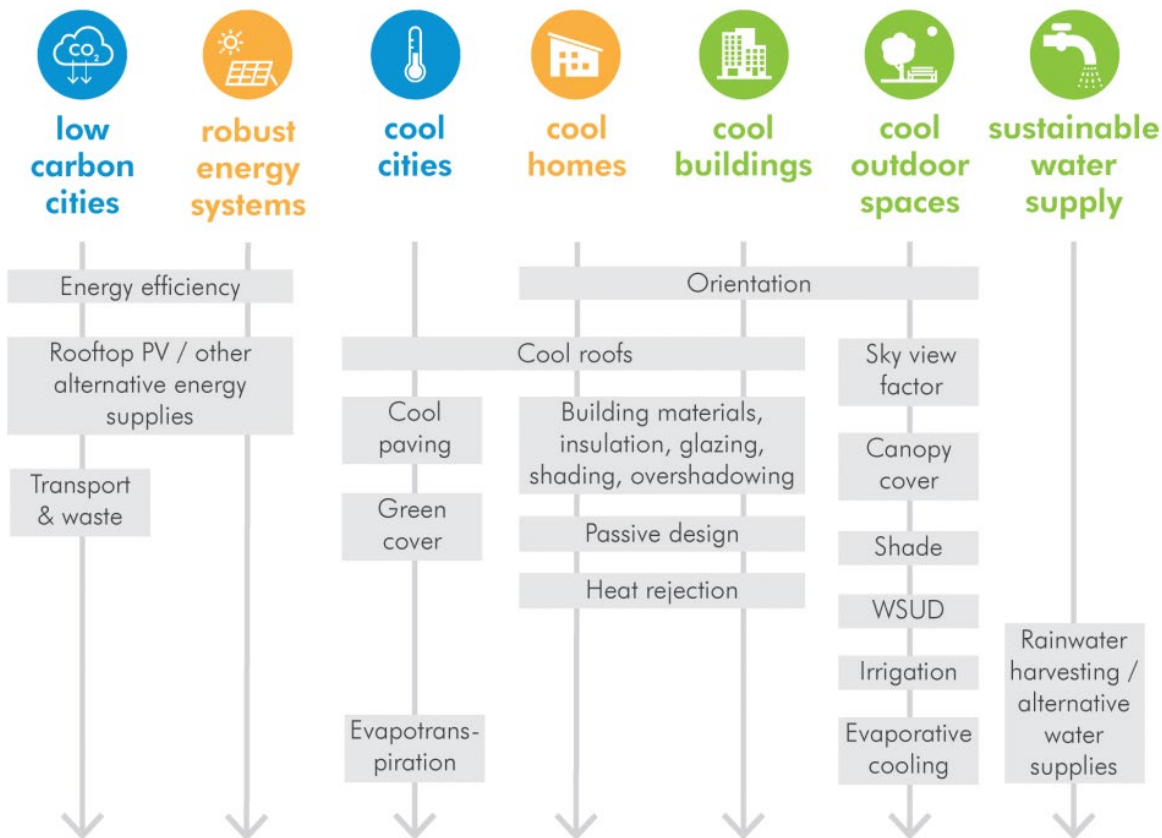 CO2
low
carbon
cities
robust
energy
systems
cool
cities
cool
homes
cool
buildings
cool
outdoor
spaces
sustainable
water
supply
Energy efficiency
Orientation
Rooftop PV / other
alternative energy
supplies
Cool roofs
Sky view
factor
Cool
paving
Building materials,
insulation, glazing,
shading, overshadowing
Canopy
cover
Transport
& waste
Green
cover
Passive design
Shade
Heat rejection
WSUD
Irrigation
Rainwater
harvesting /
alternative
water
supplies
Evapotrans-
piration
Evaporative
cooling